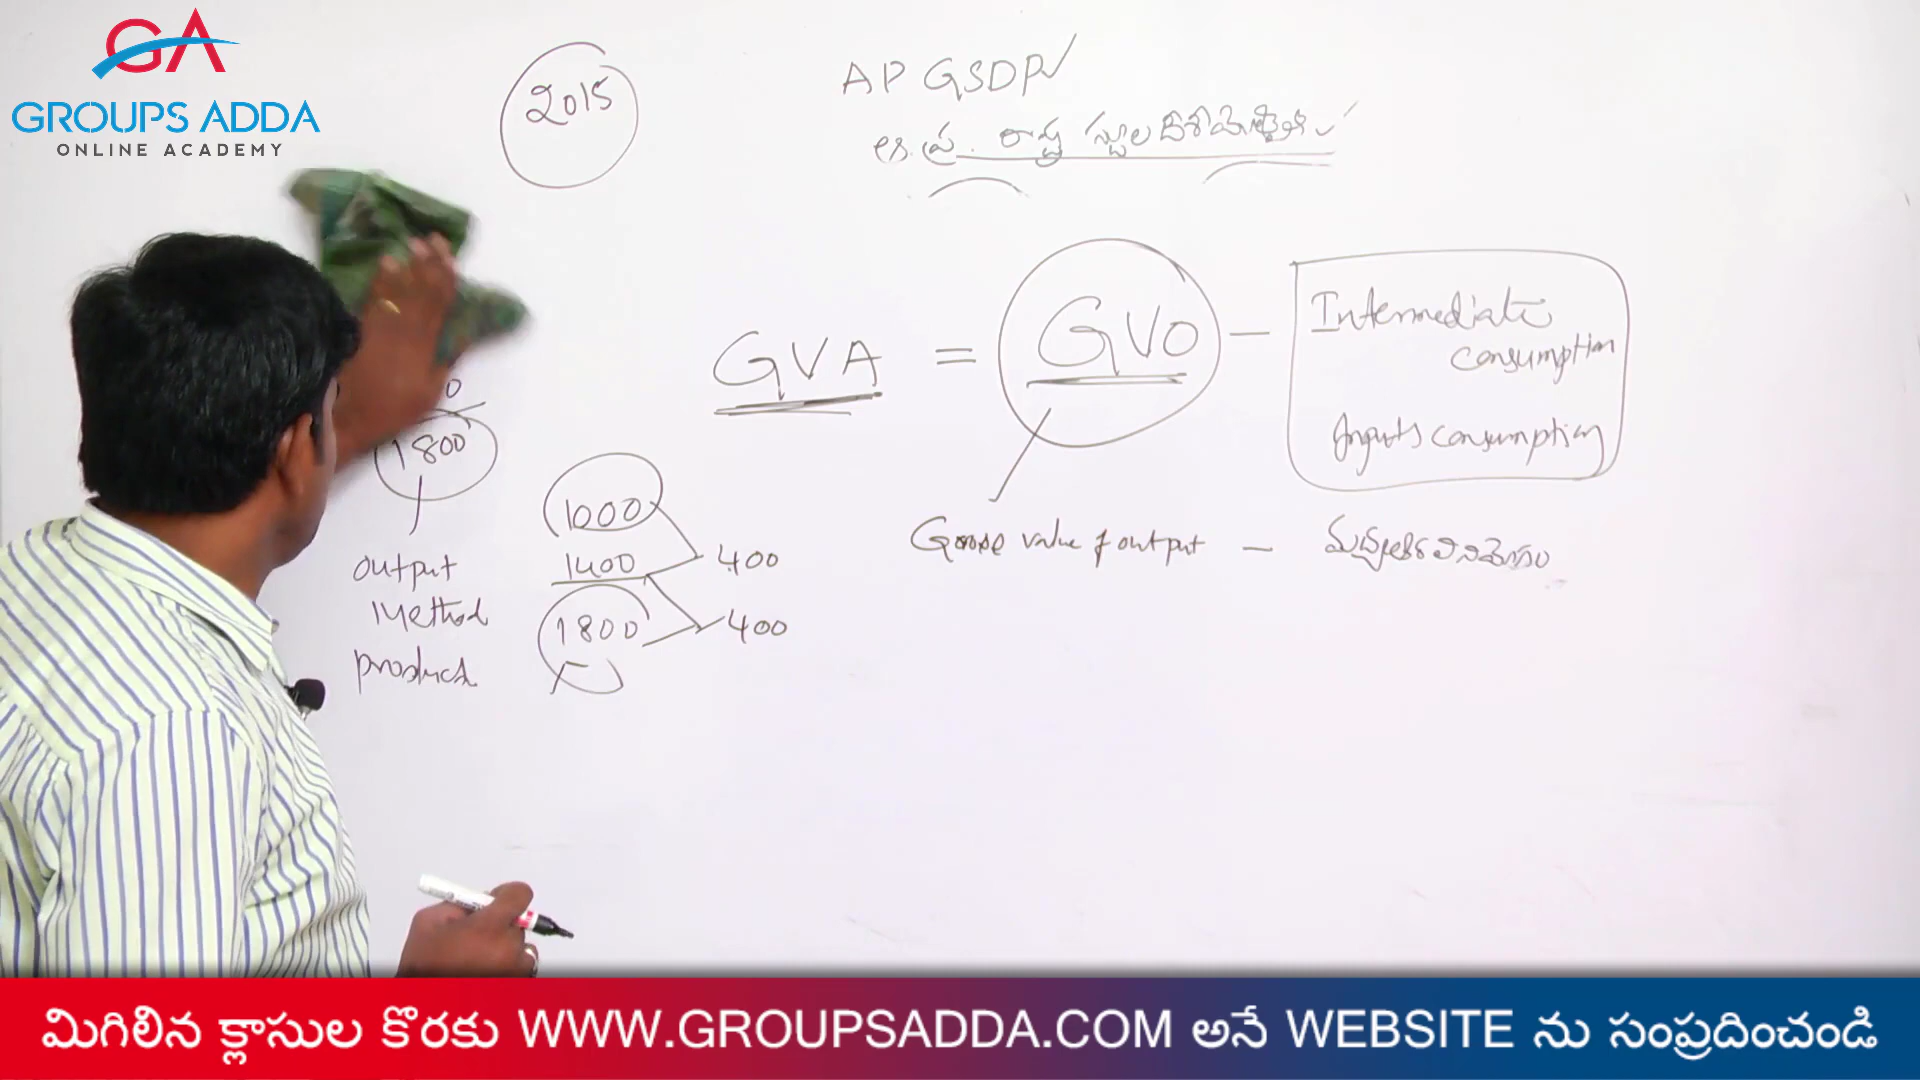 GA
GROUPS ADDA
ONLINE ACADEMY
2015
AP GSDP
ఆ.ప్ర. రాష్ట్ర స్థూల
GVA = GVO - Intermediate
consumption
Inputs consumption
value of output -
0
1800
output
Method
product
1000
1400
400
1800
400
మిగిలిన క్లాసుల కొరకు WWW.GROUPSADDA.COM అనే WEBSITE ను సంప్రదించండి